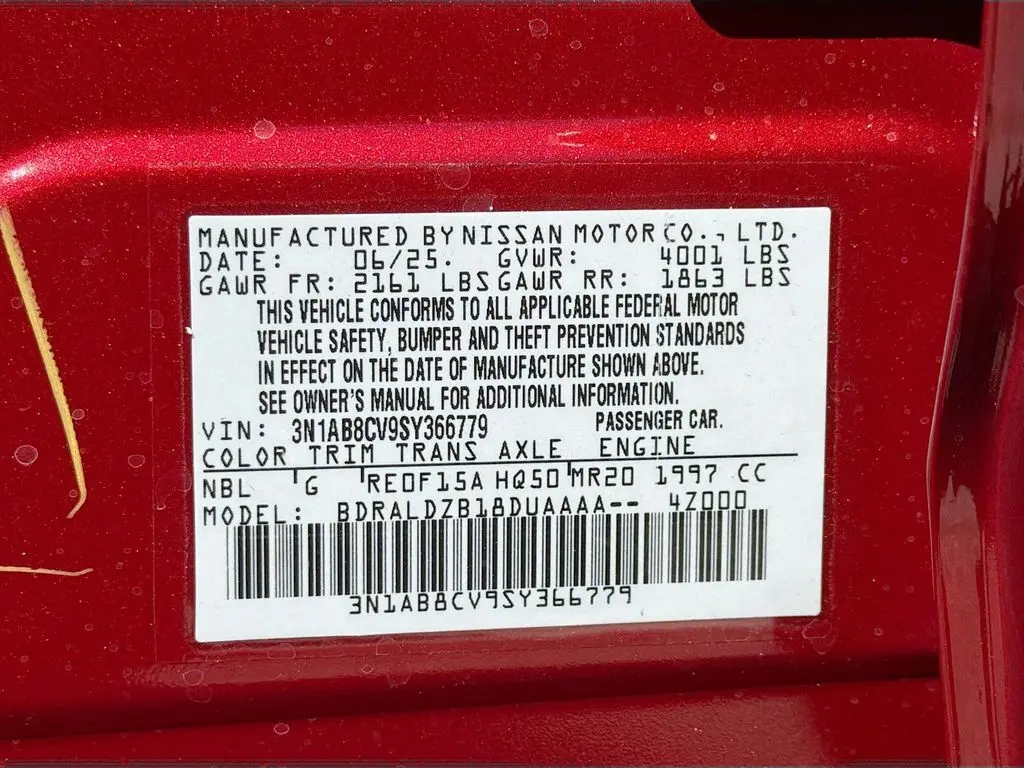 MANUFACTURED BY NISSAN MOTOR CO., LTD.
DATE: 06/25. GVWR: 4001 LBS
GAWR FR: 2161 LBS GAWR RR: 1863 LBS
THIS VEHICLE CONFORMS TO ALL APPLICABLE FEDERAL MOTOR
VEHICLE SAFETY, BUMPER AND THEFT PREVENTION STANDARDS
IN EFFECT ON THE DATE OF MANUFACTURE SHOWN ABOVE.
SEE OWNER'S MANUAL FOR ADDITIONAL INFORMATION.
VIN: 3N1AB8CV9SY366779 PASSENGER CAR.
COLOR TRIM TRANS AXLE ENGINE
NBL G RE0F15A HQ50 MR20 1997 CC
MODEL: BDRALDZB18DUAAAA-- 4Z000
3N1AB8CV9SY366779